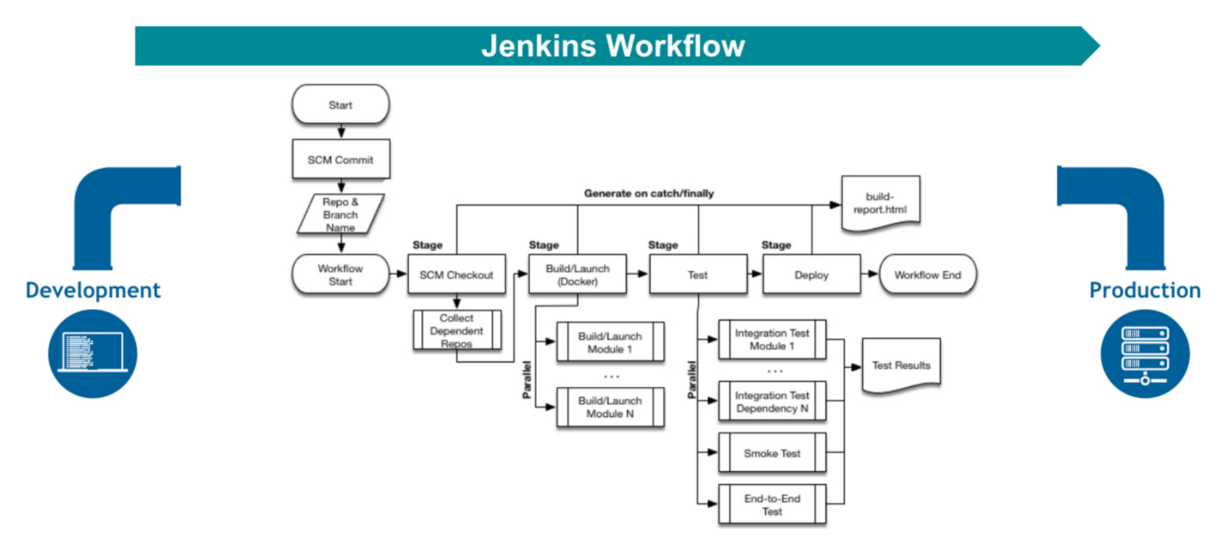 Jenkins Workflow
Start
SCM Commit
Repo &
Branch
Name
Generate on catch/finally
build-
report.html
Stage
Stage
Stage
Stage
Workflow
Start
SCM Checkout
Build/Launch
(Docker)
Test
Deploy
Workflow End
Development
Production
Collect
Dependent
Repos
Parallel
Build/Launch
Module 1
...
Build/Launch
Module N
Parallel
Integration Test
Module 1
...
Integration Test
Dependency N
Smoke Test
End-to-End
Test
Test Results